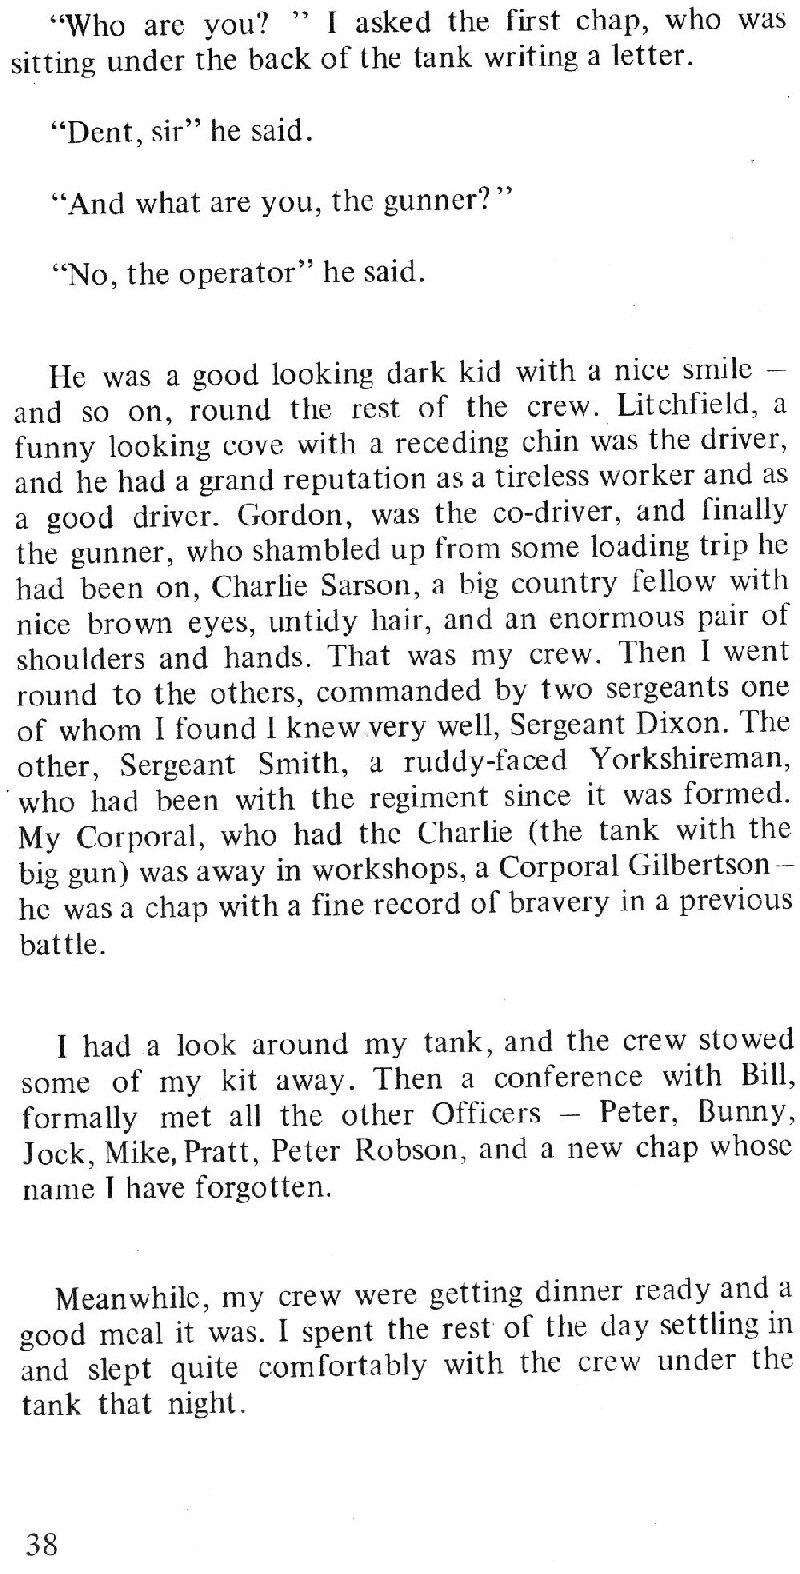 “Who are you? ” I asked the first chap, who was
sitting under the back of the tank writing a letter.
“Dent, sir” he said.
“And what are you, the gunner?”
“No, the operator” he said.
He was a good looking dark kid with a nice smile –
and so on, round the rest of the crew. Litchfield, a
funny looking cove with a receding chin was the driver,
and he had a grand reputation as a tireless worker and as
a good driver. Gordon, was the co-driver, and finally
the gunner, who shambled up from some loading trip he
had been on, Charlie Sarson, a big country fellow with
nice brown eyes, untidy hair, and an enormous pair of
shoulders and hands. That was my crew. Then I went
round to the others, commanded by two sergeants one
of whom I found I knew very well, Sergeant Dixon. The
other, Sergeant Smith, a ruddy-faced Yorkshireman,
who had been with the regiment since it was formed.
My Corporal, who had the Charlie (the tank with the
big gun) was away in workshops, a Corporal Gilbertson –
he was a chap with a fine record of bravery in a previous
battle.
I had a look around my tank, and the crew stowed
some of my kit away. Then a conference with Bill,
formally met all the other Officers – Peter, Bunny,
Jock, Mike, Pratt, Peter Robson, and a new chap whose
name I have forgotten.
Meanwhile, my crew were getting dinner ready and a
good meal it was. I spent the rest of the day settling in
and slept quite comfortably with the crew under the
tank that night.
38